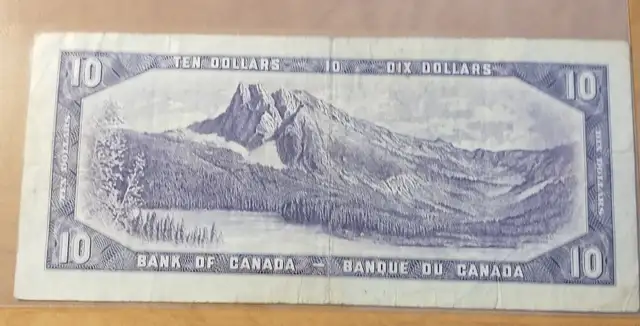 10 TEN DOLLARS 10 DIX DOLLARS 10
TEN DOLLARS
DIX DOLLARS
10 BANK OF CANADA – BANQUE DU CANADA 10